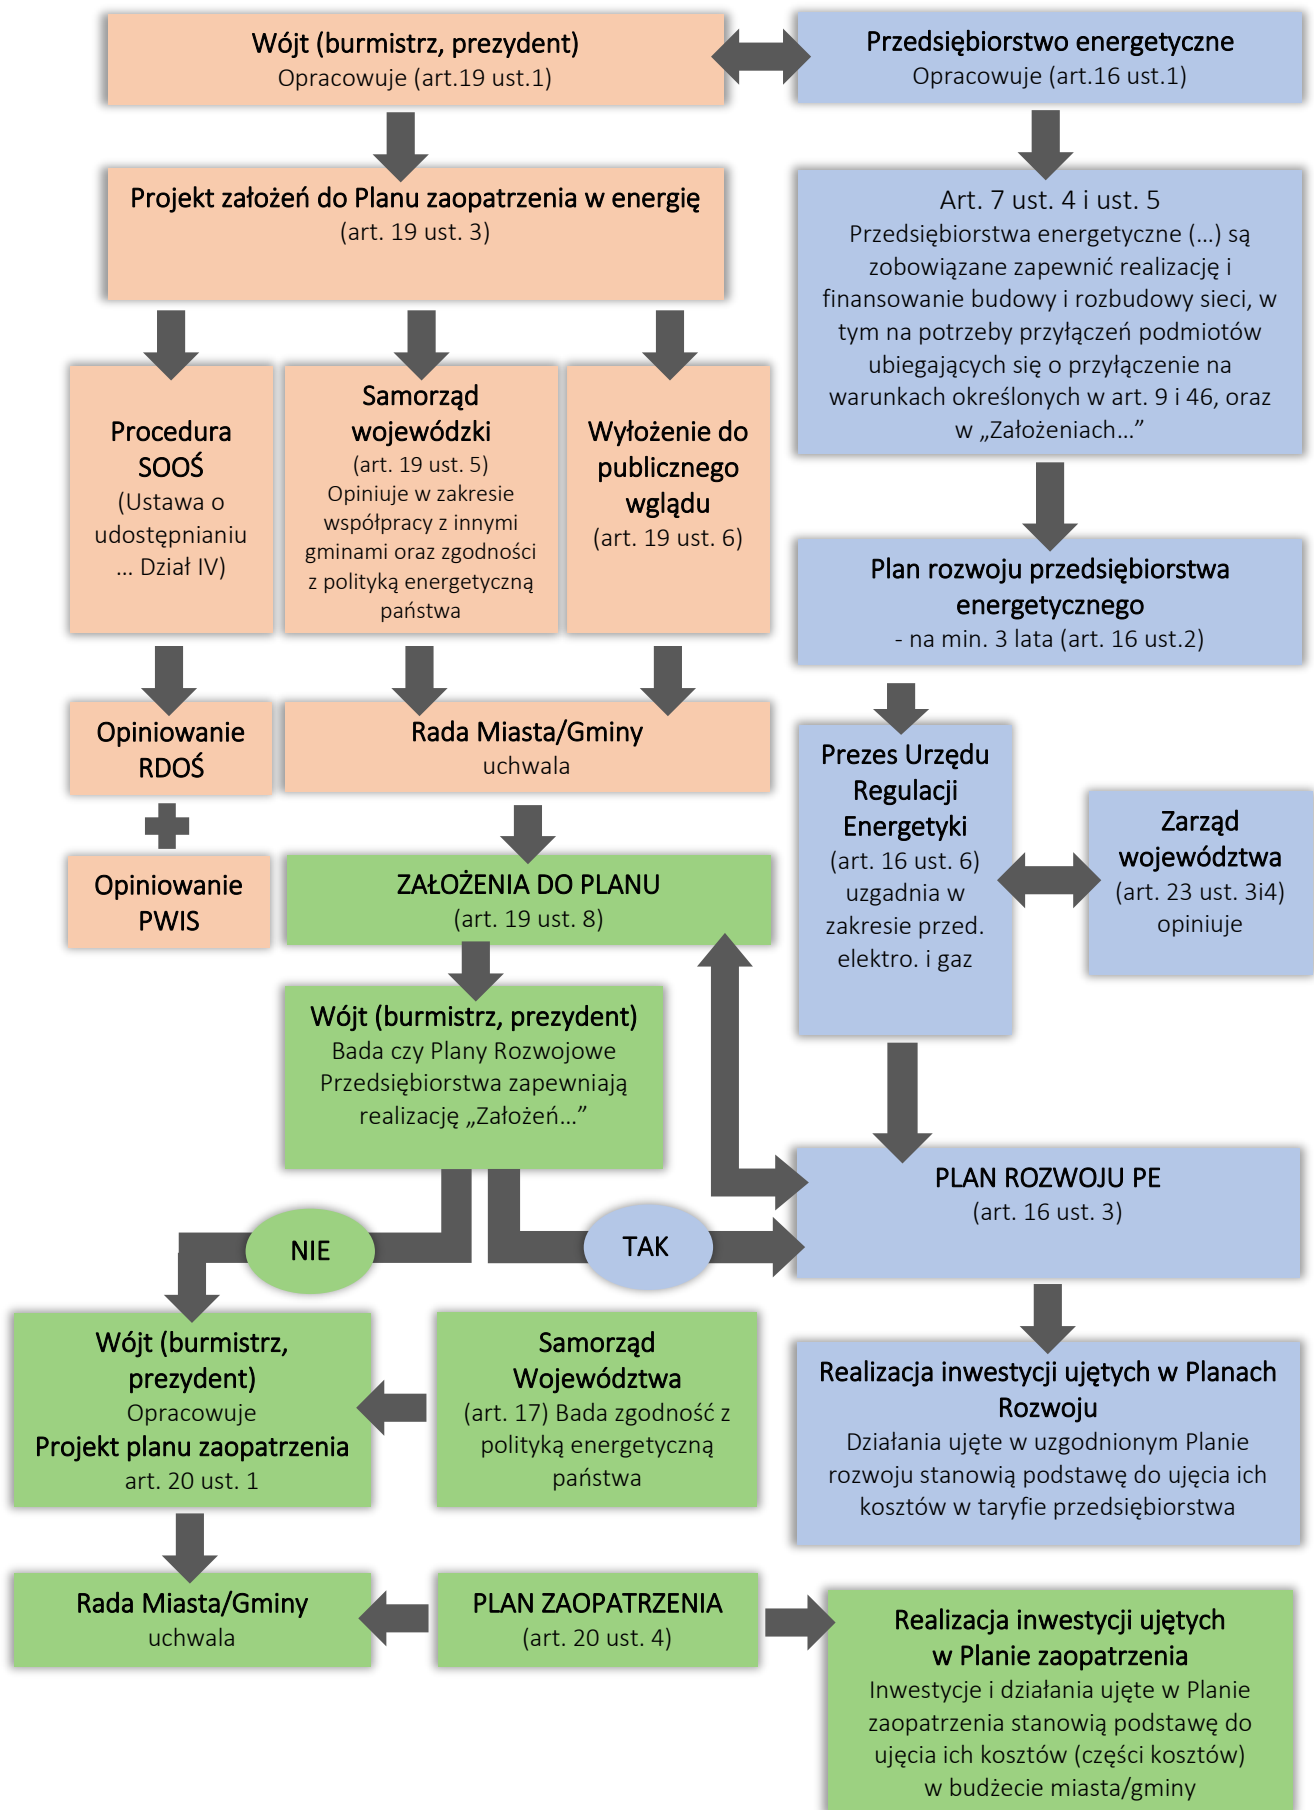 Wójt (burmistrz, prezydent)
Opracowuje (art.19 ust.1)
Przedsiębiorstwo energetyczne
Opracowuje (art.16 ust.1)
Projekt założeń do Planu zaopatrzenia w energię
(art. 19 ust. 3)
Art. 7 ust. 4 i ust. 5
Przedsiębiorstwa energetyczne (...) są
zobowiązane zapewnić realizację i
finansowanie budowy i rozbudowy sieci, w
tym na potrzeby przyłączeń podmiotów
ubiegających się o przyłączenie na
warunkach określonych w art. 9 i 46, oraz
w „Założeniach…”
Procedura
SOOŚ
(Ustawa o
udostępnianiu
... Dział IV)
Samorząd
wojewódzki
(art. 19 ust. 5)
Opiniuje w zakresie
współpracy z innymi
gminami oraz zgodności
z polityką energetyczną
państwa
Wyłożenie do
publicznego
wglądu
(art. 19 ust. 6)
Plan rozwoju przedsiębiorstwa
energetycznego
- na min. 3 lata (art. 16 ust.2)
Opiniowanie
RDOŚ
Rada Miasta/Gminy
uchwala
Prezes Urzędu
Regulacji
Energetyki
(art. 16 ust. 6)
uzgadnia w
zakresie przed.
elektro. i gaz
Zarząd
województwa
(art. 23 ust. 3i4)
opiniuje
Opiniowanie
PWIS
ZAŁOŻENIA DO PLANU
(art. 19 ust. 8)
Wójt (burmistrz, prezydent)
Bada czy Plany Rozwojowe
Przedsiębiorstwa zapewniają
realizację „Założeń…”
PLAN ROZWOJU PE
(art. 16 ust. 3)
NIE
TAK
Wójt (burmistrz,
prezydent)
Opracowuje
Projekt planu zaopatrzenia
art. 20 ust. 1
Samorząd
Województwa
(art. 17) Bada zgodność z
polityką energetyczną
państwa
Realizacja inwestycji ujętych w Planach
Rozwoju
Działania ujęte w uzgodnionym Planie
rozwoju stanowią podstawę do ujęcia ich
kosztów w taryfie przedsiębiorstwa
Rada Miasta/Gminy
uchwala
PLAN ZAOPATRZENIA
(art. 20 ust. 4)
Realizacja inwestycji ujętych
w Planie zaopatrzenia
Inwestycje i działania ujęte w Planie
zaopatrzenia stanowią podstawę do
ujęcia ich kosztów (części kosztów)
w budżecie miasta/gminy